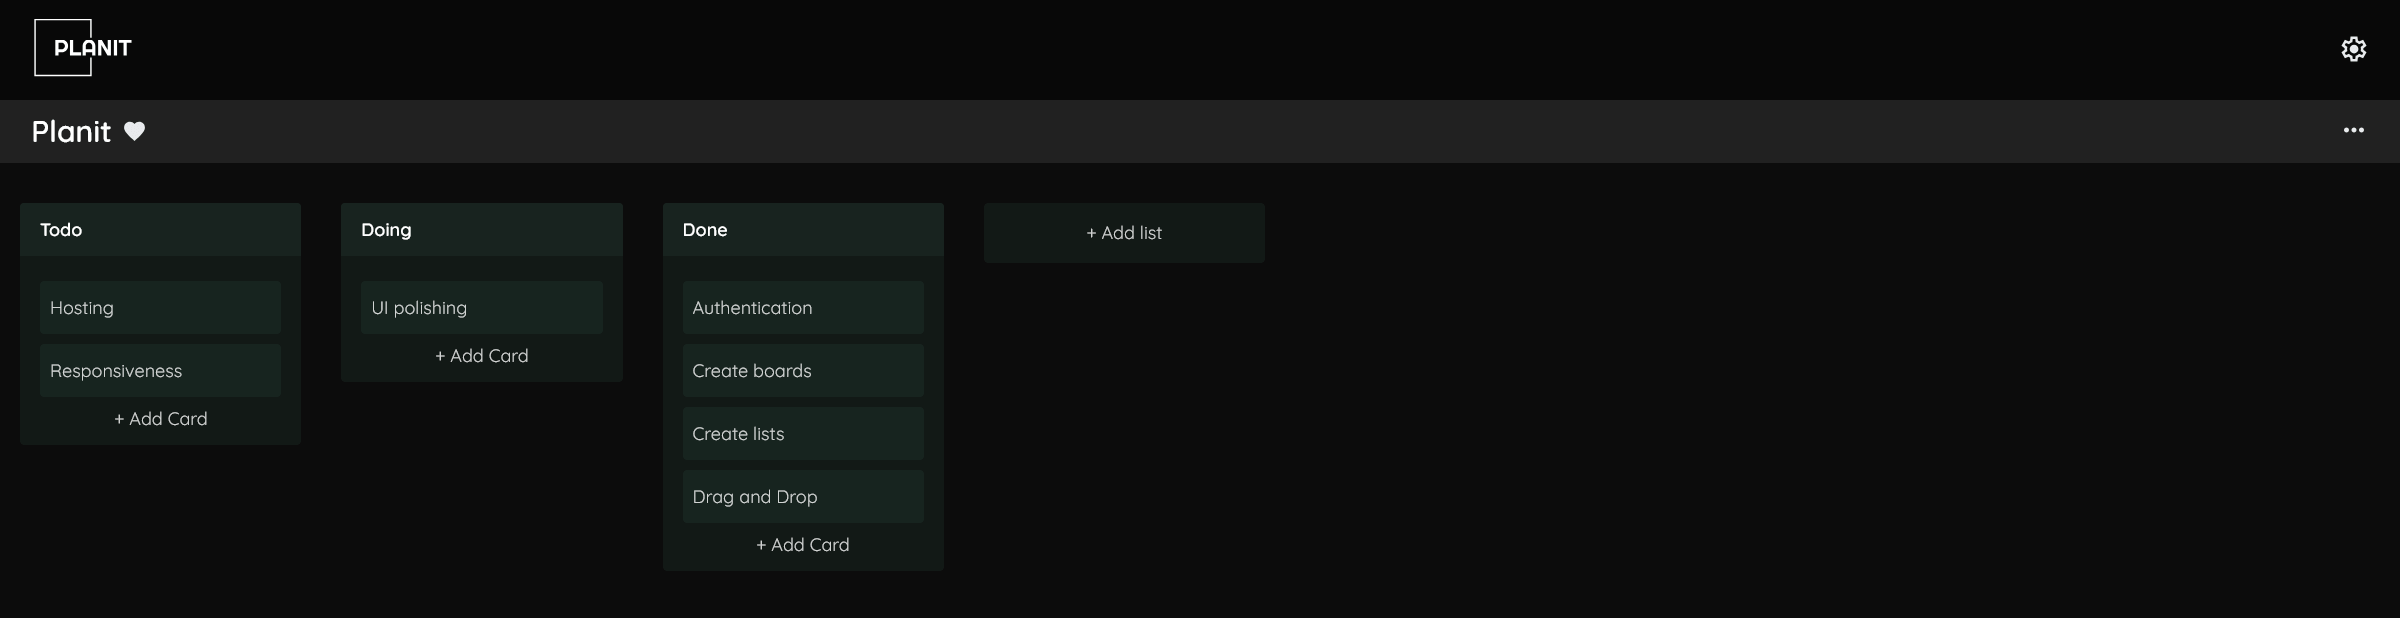 PLANIT
Planit
Todo
Hosting
Responsiveness
+ Add Card
Doing
UI polishing
+ Add Card
Done
Authentication
Create boards
Create lists
Drag and Drop
+ Add Card
+ Add list